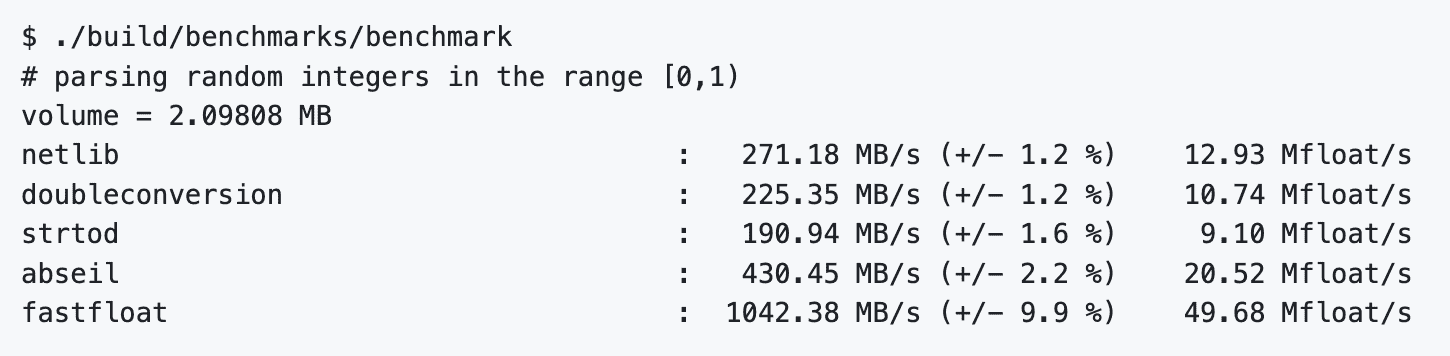 $ ./build/benchmarks/benchmark
# parsing random integers in the range [0,1)
volume = 2.09808 MB
netlib                                  :   271.18 MB/s (+/- 1.2 %)    12.93 Mfloat/s
doubleconversion                        :   225.35 MB/s (+/- 1.2 %)    10.74 Mfloat/s
strtod                                  :   190.94 MB/s (+/- 1.6 %)     9.10 Mfloat/s
abseil                                  :   430.45 MB/s (+/- 2.2 %)    20.52 Mfloat/s
fastfloat                               :  1042.38 MB/s (+/- 9.9 %)    49.68 Mfloat/s